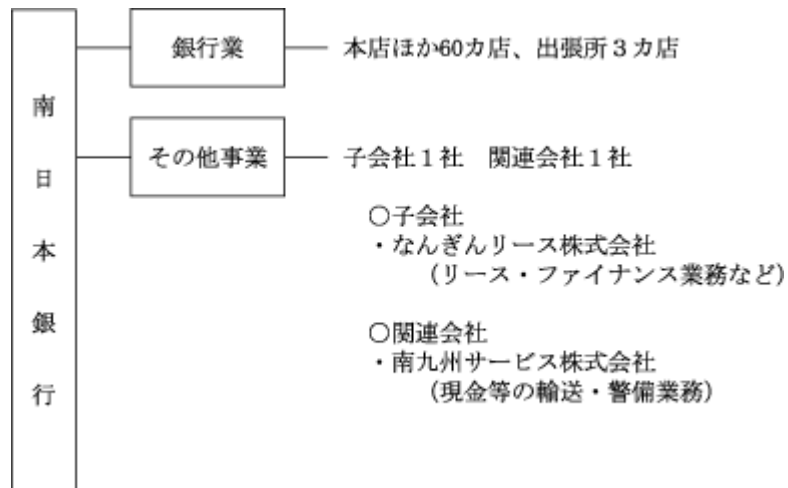 南日本銀行
銀行業
本店ほか60カ店、出張所３カ店
その他事業
子会社１社　関連会社１社
○子会社
・なんぎんリース株式会社
（リース・ファイナンス業務など）
○関連会社
・南九州サービス株式会社
（現金等の輸送・警備業務）